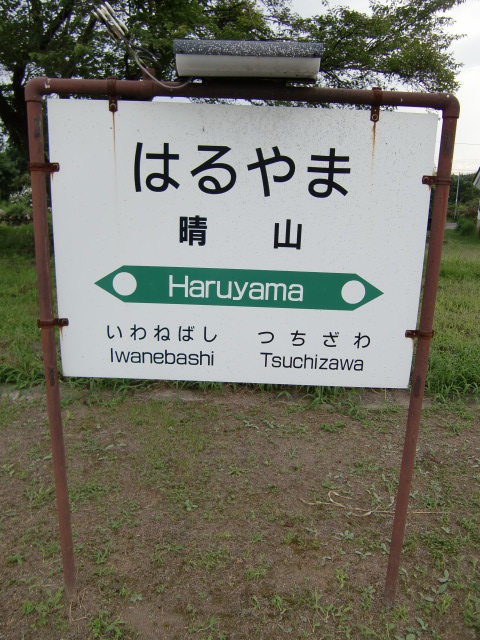 はるやま
晴山
Haruyama
いわねばし つちざわ
Iwanebashi Tsuchizawa